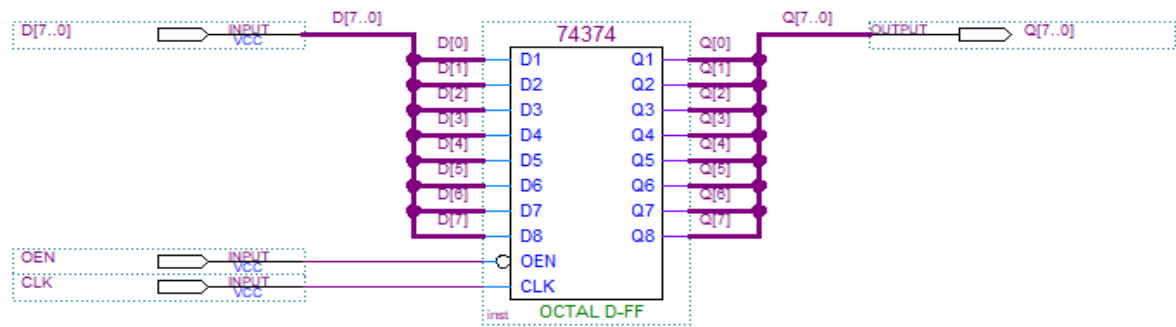 D[7..0] INPUT VCC D[7..0] 74374 Q[7..0] OUTPUT Q[7..0]
D[0] D1 Q1 Q[0]
D[1] D2 Q2 Q[1]
D[2] D3 Q3 Q[2]
D[3] D4 Q4 Q[3]
D[4] D5 Q5 Q[4]
D[5] D6 Q6 Q[5]
D[6] D7 Q7 Q[6]
D[7] D8 Q8 Q[7]
OEN INPUT VCC OEN
CLK INPUT VCC CLK
inst OCTAL D-FF